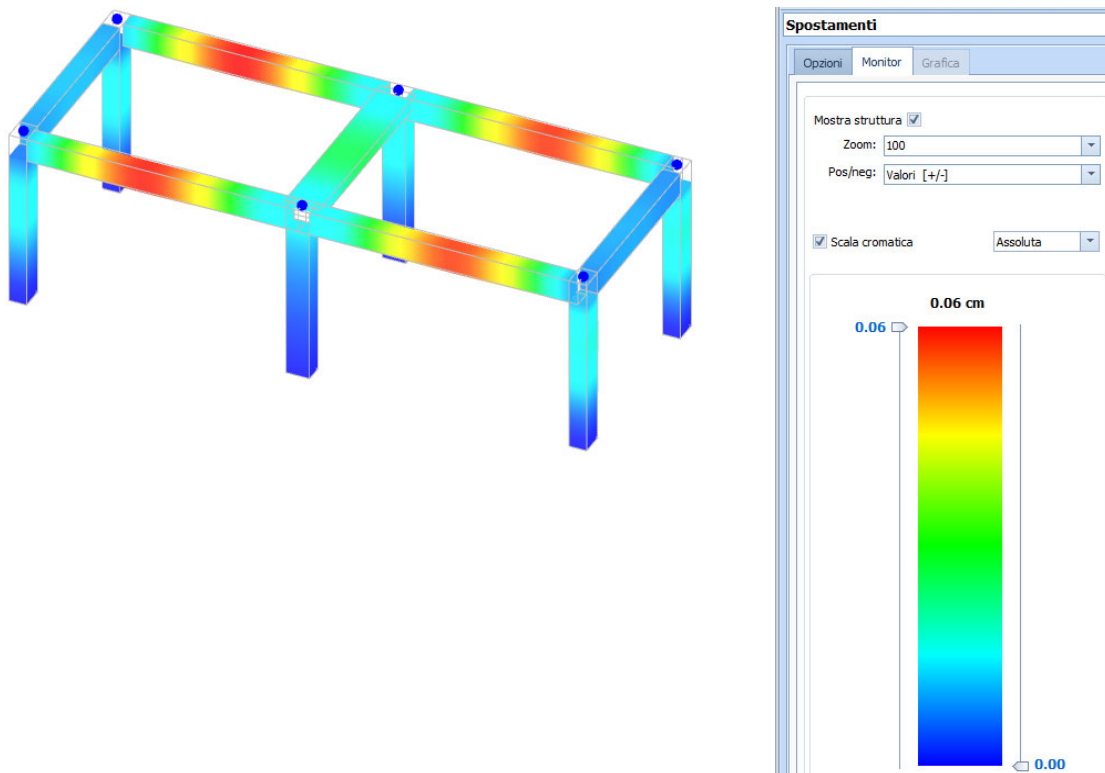 Spostamenti
Opzioni Monitor Grafica
Mostra struttura
Zoom: 100
Pos/neg: Valori [+/-]
Scala cromatica Assoluta
0.06 cm
0.06
0.00